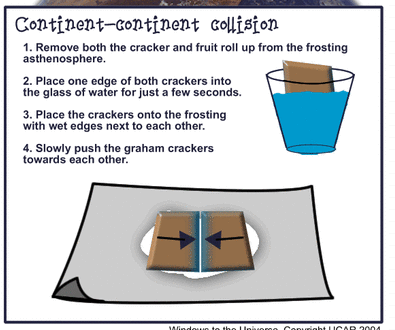 Continent-continent collision
1. Remove both the cracker and fruit roll up from the frosting
asthenosphere.
2. Place one edge of both crackers into
the glass of water for just a few seconds.
3. Place the crackers onto the frosting
with wet edges next to each other.
4. Slowly push the graham crackers
towards each other.
Windows to the Universe, Copyright UCAR 2004